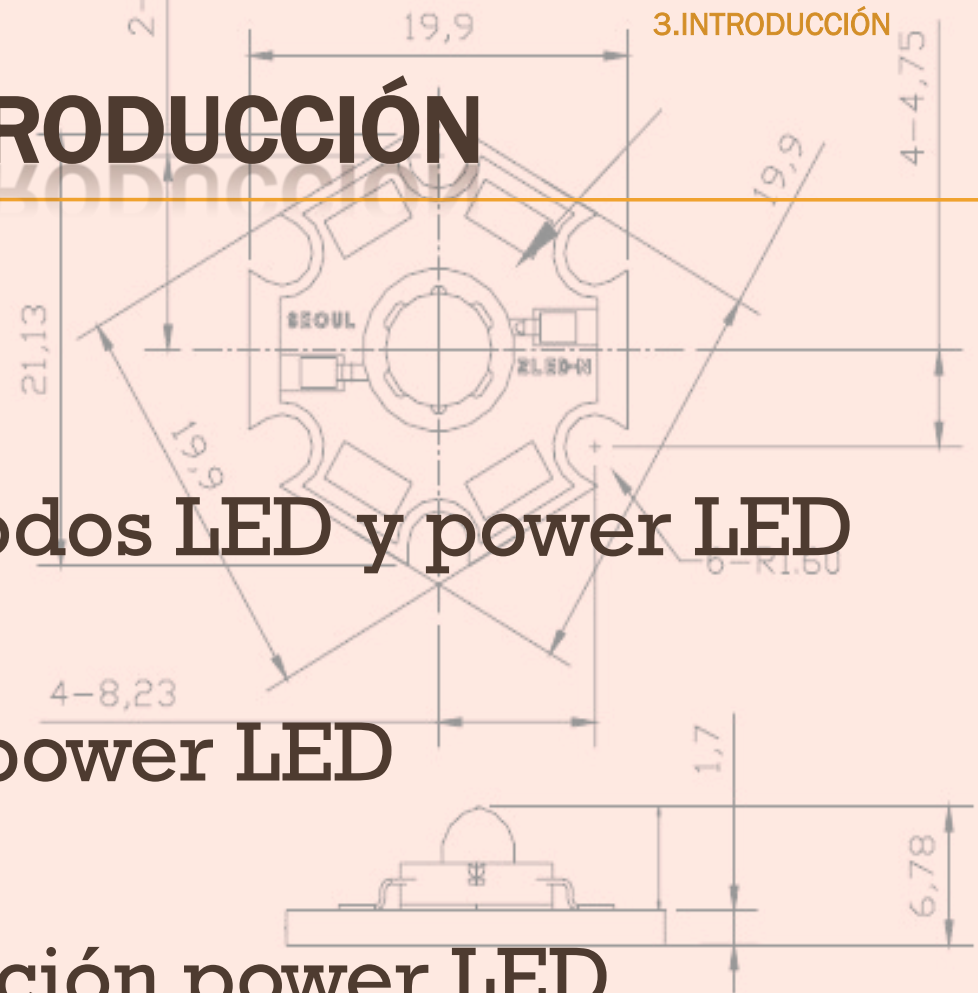 19,9
3.INTRODUCCIÓN
4-4,75
RODUCCIÓN
19,9
21,13
SEOUL
19,9
odos LED y power LED
6-R1.60
4-8,23
power LED
1,7
6,78
ción power LED